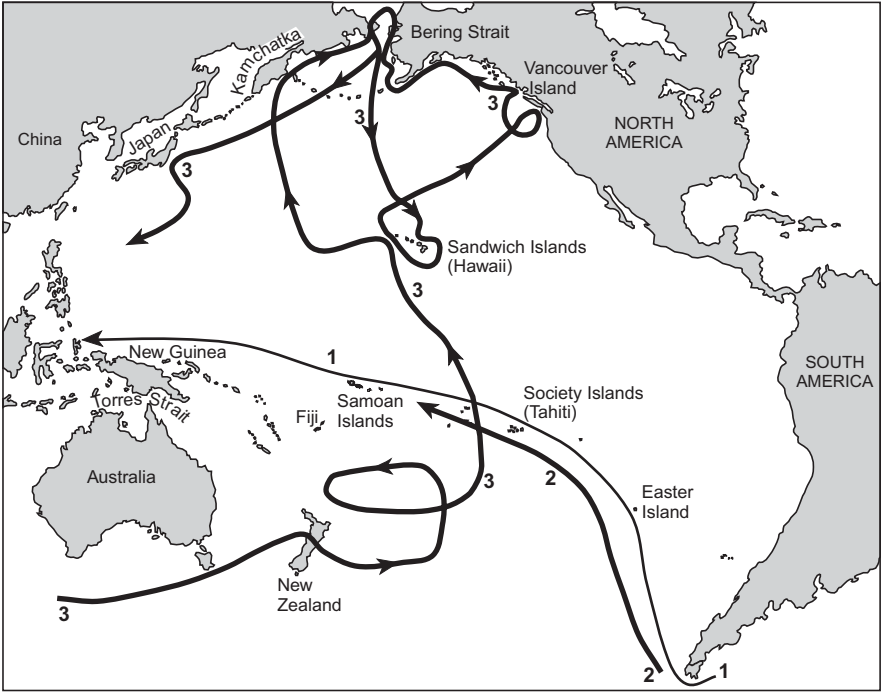 Bering Strait
Kamchatka
Vancouver
Island
3
3
NORTH
AMERICA
China
Japan
3
Sandwich Islands
(Hawaii)
3
New Guinea
1
SOUTH
AMERICA
Torres Strait
Samoan
Islands
Society Islands
(Tahiti)
Fiji
Australia
3
2
Easter
Island
New
Zealand
3
2
1